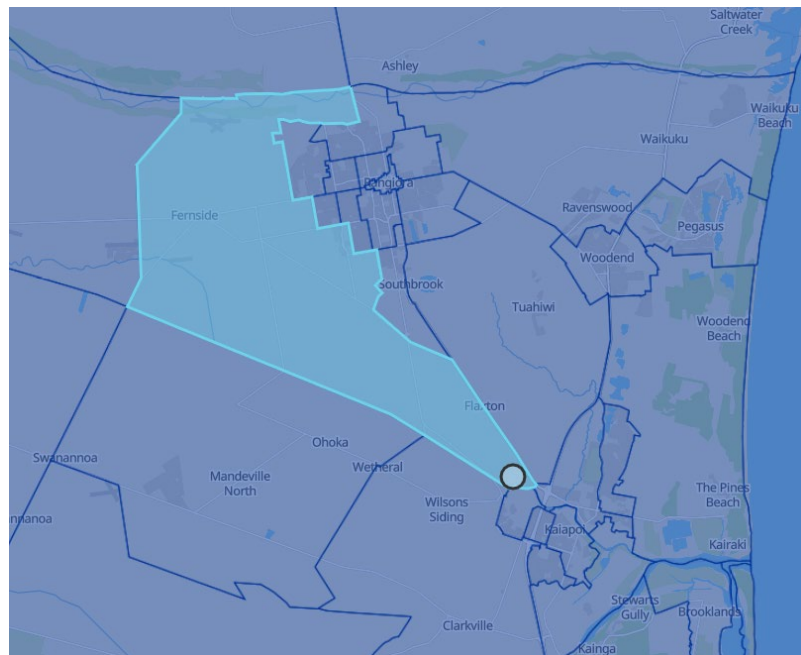 Saltwater
Creek
Ashley
Waikuku
Beach
Waikuku
Rangiora
Fernside
Ravenswood
Pegasus
Woodend
Southbrook
Tuahiwi
Woodend
Beach
Flaxton
Ohoka
Swanannoa
Wetheral
Mandeville
North
The Pines
Beach
Wilsons
Siding
nnanoa
Kaiapoi
Kairaki
Stewarts
Gully
Brooklands
Clarkville
Kainga